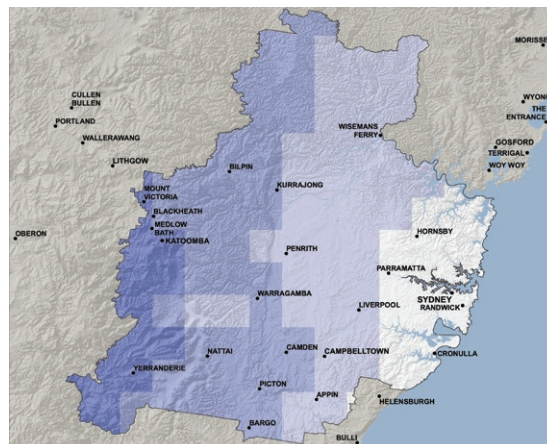 MORISSE
CULLEN
BULLEN
WYONG
PORTLAND
THE
ENTRANCE
WISEMANS
FERRY
WALLERAWANG
GOSFORD
TERRIGAL
LITHGOW
BILPIN
WOY WOY
MOUNT
VICTORIA
KURRAJONG
BLACKHEATH
MEDLOW
BATH
HORNSBY
OBERON
KATOOMBA
PENRITH
PARRAMATTA
WARRAGAMBA
SYDNEY
RANDWICK
LIVERPOOL
NATTAI
CAMDEN
CAMPBELLTOWN
CRONULLA
YERRANDERIE
PICTON
APPIN
HELENSBURGH
BARGO
BULLI